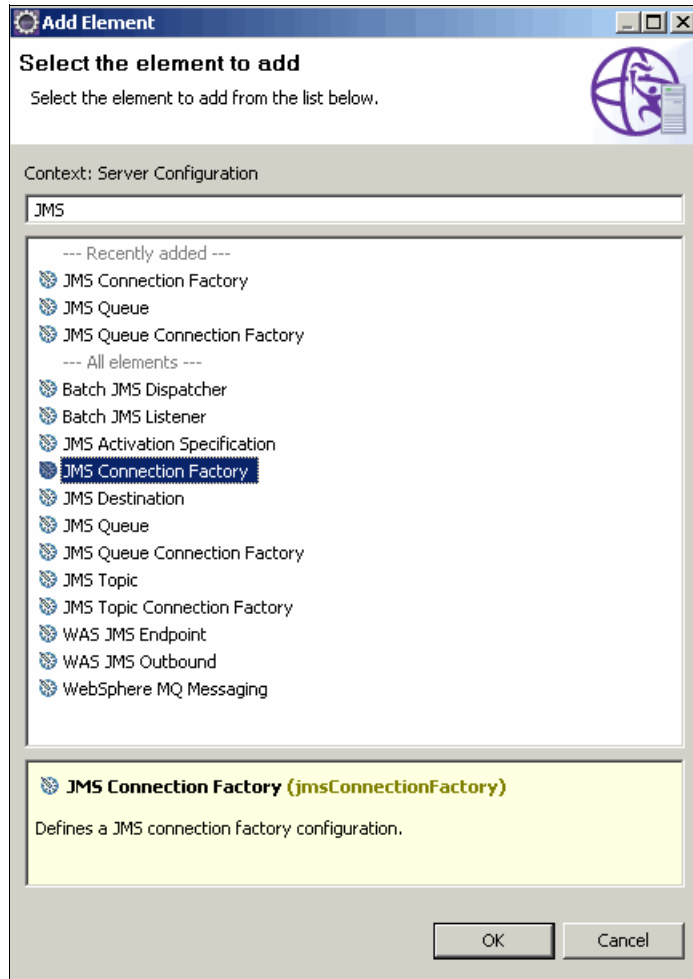 Add Element
Select the element to add
Select the element to add from the list below.
Context: Server Configuration
JMS
--- Recently added ---
JMS Connection Factory
JMS Queue
JMS Queue Connection Factory
--- All elements ---
Batch JMS Dispatcher
Batch JMS Listener
JMS Activation Specification
JMS Connection Factory
JMS Destination
JMS Queue
JMS Queue Connection Factory
JMS Topic
JMS Topic Connection Factory
WAS JMS Endpoint
WAS JMS Outbound
WebSphere MQ Messaging
JMS Connection Factory (jmsConnectionFactory)
Defines a JMS connection factory configuration.
OK Cancel